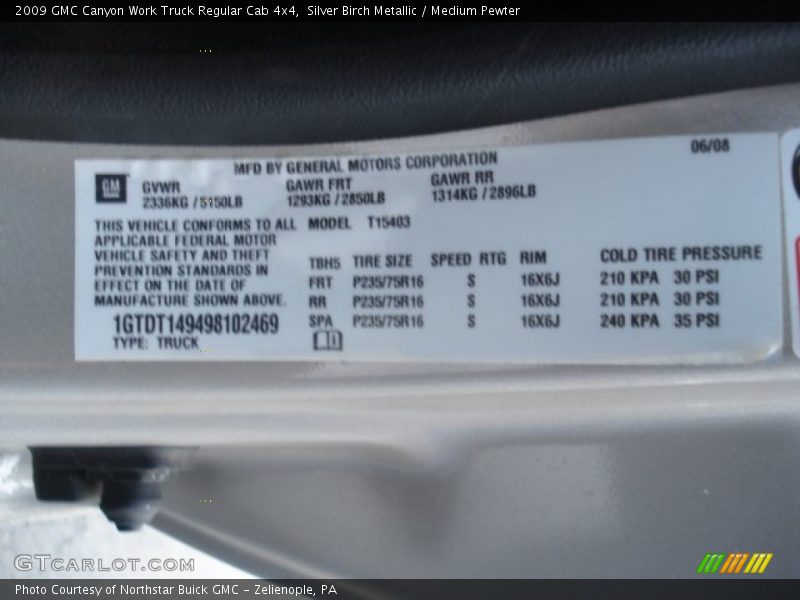 2009 GMC Canyon Work Truck Regular Cab 4x4, Silver Birch Metallic / Medium Pewter
MFD BY GENERAL MOTORS CORPORATION 06/08
GM GVWR GAWR FRT GAWR RR
2336KG / 5150LB 1293KG / 2850LB 1314KG / 2896LB
THIS VEHICLE CONFORMS TO ALL
APPLICABLE FEDERAL MOTOR
VEHICLE SAFETY AND THEFT
PREVENTION STANDARDS IN
EFFECT ON THE DATE OF
MANUFACTURE SHOWN ABOVE.
1GTDT149498102469
TYPE: TRUCK
MODEL T15403
TBH5 TIRE SIZE SPEED RTG RIM COLD TIRE PRESSURE
FRT P235/75R16 S 16X6J 210 KPA 30 PSI
RR P235/75R16 S 16X6J 210 KPA 30 PSI
SPA P235/75R16 S 16X6J 240 KPA 35 PSI
GTCARLOT.COM
Photo Courtesy of Northstar Buick GMC - Zelienople, PA